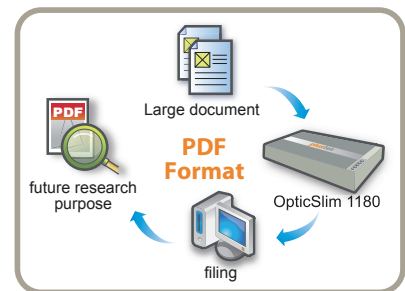 Large document
PDF
PDF
Format
OpticSlim 1180
future research
purpose
filing